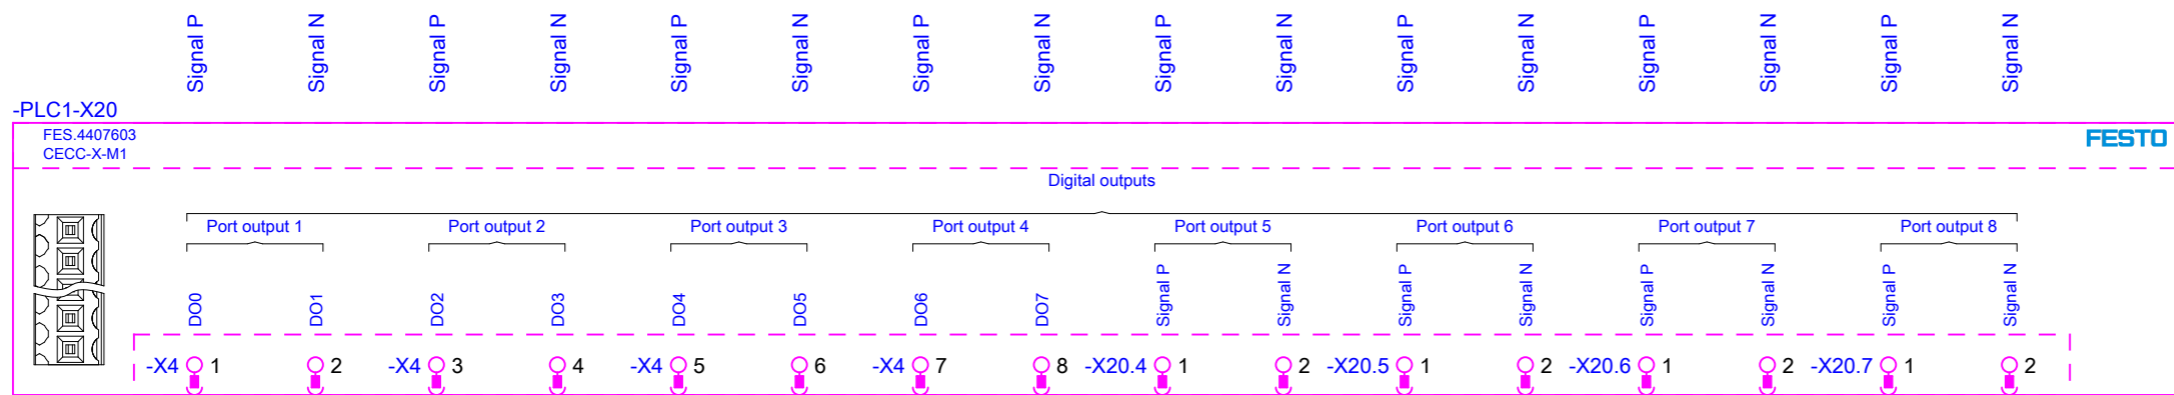 Signal P Signal N Signal P Signal N Signal P Signal N Signal P Signal N Signal P Signal N Signal P Signal N Signal P Signal N Signal P Signal N
-PLC1-X20
FES.4407603
CECC-X-M1
FESTO
Digital outputs
Port output 1 Port output 2 Port output 3 Port output 4 Port output 5 Port output 6 Port output 7 Port output 8
DO0 DO1 DO2 DO3 DO4 DO5 DO6 DO7 Signal P Signal N Signal P Signal N Signal P Signal N Signal P Signal N
-X4 1 2 -X4 3 4 -X4 5 6 -X4 7 8 -X20.4 1 2 -X20.5 1 2 -X20.6 1 2 -X20.7 1 2